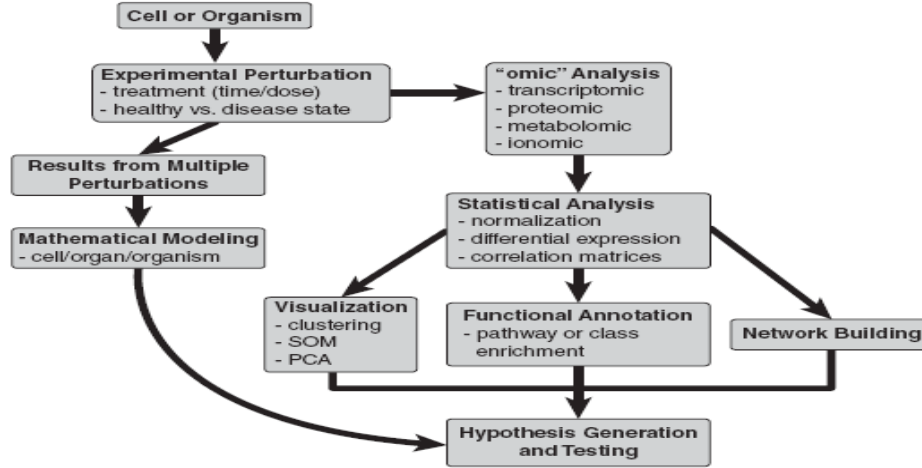 Cell or Organism
Experimental Perturbation
- treatment (time/dose)
- healthy vs. disease state
"omic" Analysis
- transcriptomic
- proteomic
- metabolomic
- ionomic
Results from Multiple
Perturbations
Mathematical Modeling
- cell/organ/organism
Statistical Analysis
- normalization
- differential expression
- correlation matrices
Visualization
- clustering
- SOM
- PCA
Functional Annotation
- pathway or class
enrichment
Network Building
Hypothesis Generation
and Testing